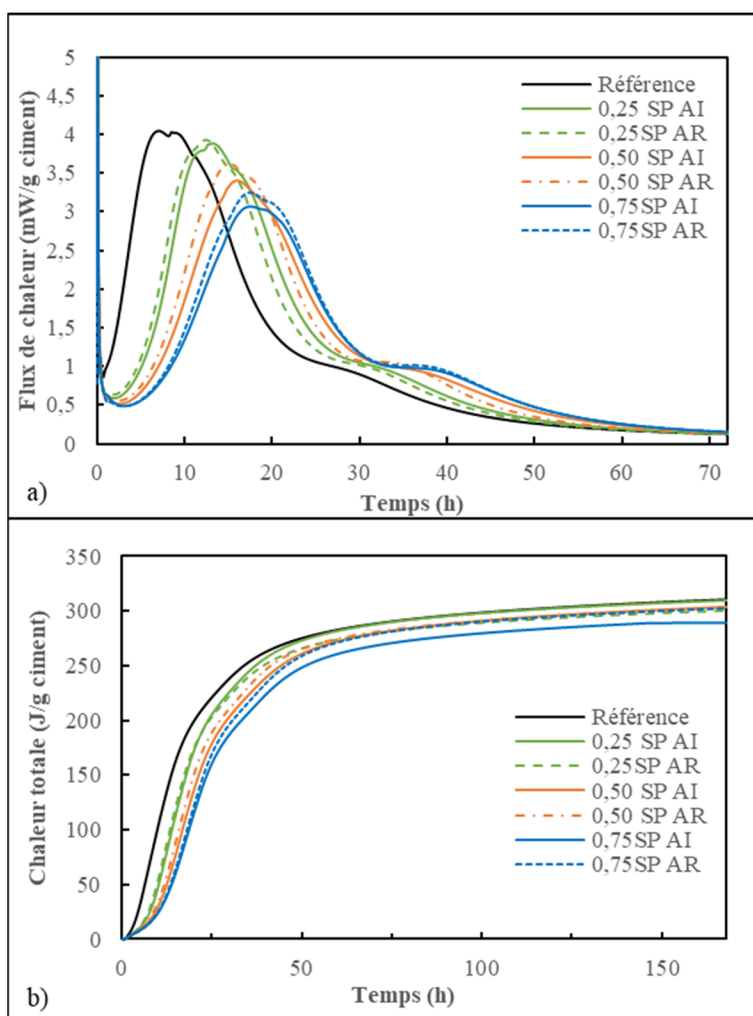 Flux de chaleur (mW/g ciment)
5
4,5
4
3,5
3
2,5
2
1,5
1
0,5
0
Référence
0,25 SP AI
0,25SP AR
0,50 SP AI
0,50 SP AR
0,75SP AI
0,75SP AR
0 10 20 30 40 50 60 70
Temps (h)
a)
Chaleur totale (J/g ciment)
350
300
250
200
150
100
50
0
Référence
0,25 SP AI
0,25SP AR
0,50 SP AI
0,50 SP AR
0,75SP AI
0,75SP AR
0 50 100 150
Temps (h)
b)